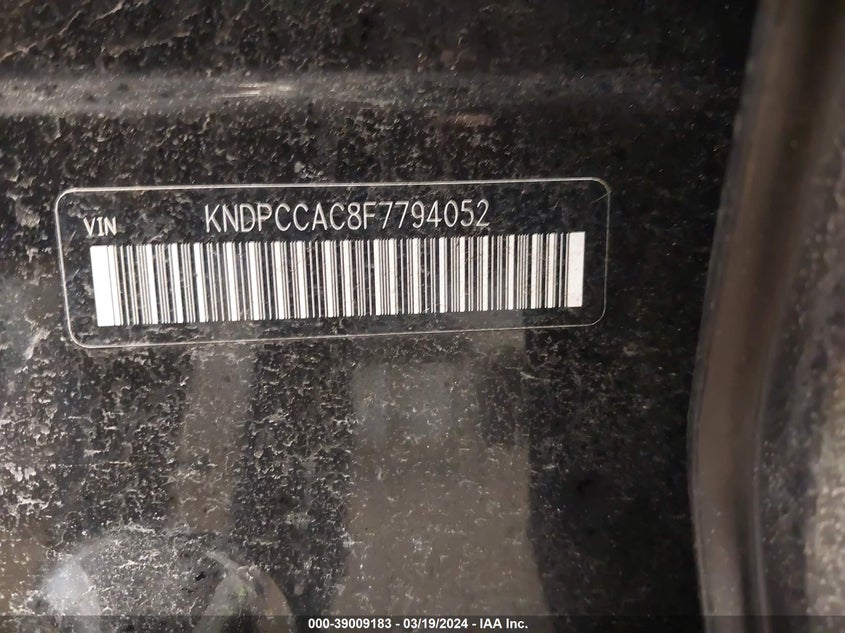 VIN KNDPCCAC8F7794052
000-39009183 - 03/19/2024 - IAA Inc.